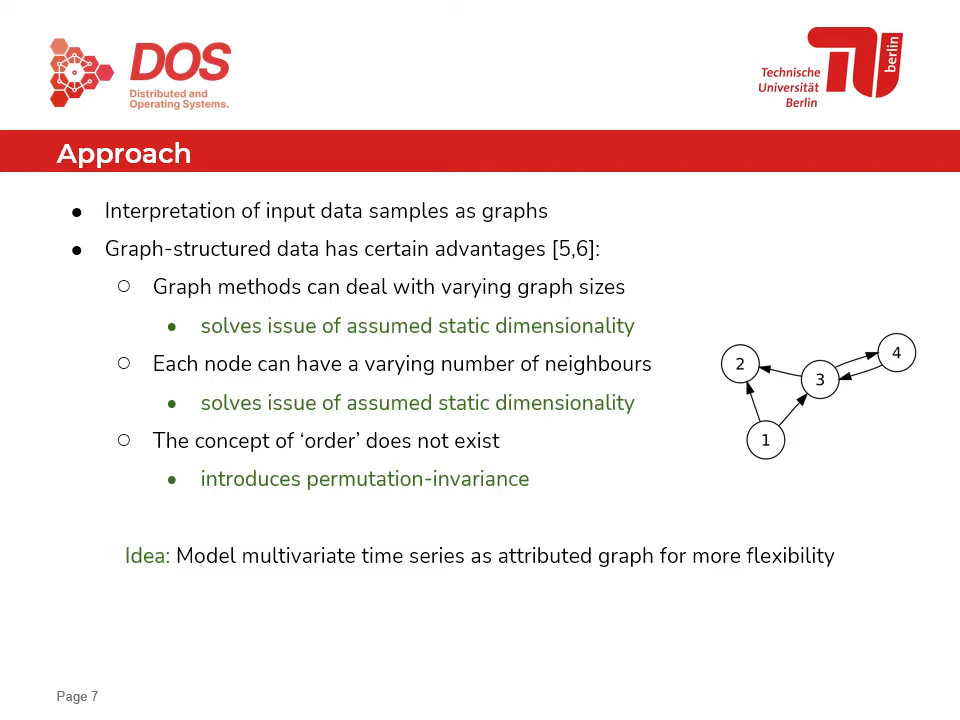 DOS
Distributed and
Operating Systems.
Technische
Universität
Berlin
berlin
Approach
● Interpretation of input data samples as graphs
● Graph-structured data has certain advantages [5,6]:
○ Graph methods can deal with varying graph sizes
● solves issue of assumed static dimensionality
○ Each node can have a varying number of neighbours
● solves issue of assumed static dimensionality
○ The concept of ‘order’ does not exist
● introduces permutation-invariance
2
4
3
1
Idea: Model multivariate time series as attributed graph for more flexibility
Page 7